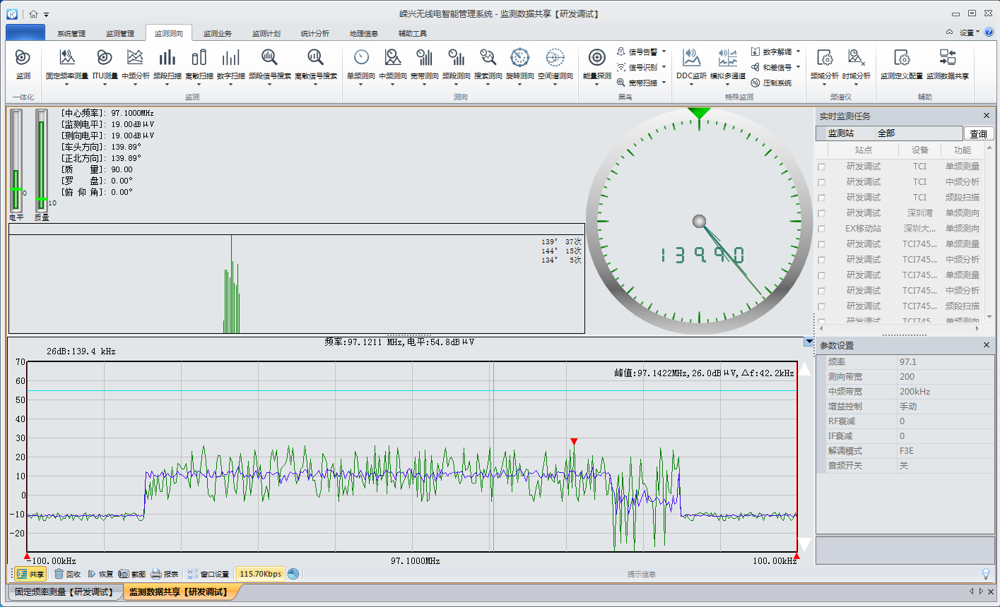 嵘兴无线电智能管理系统 - 监测数据共享【研发调试】
系统管理 监测管理 监测测向 监测业务 监测计划 统计分析 地理信息 辅助工具 设置
监测 固定频率测量 ITU测量 中频分析 频段扫描 离散扫描 数字扫描 频段信号搜索 离散信号搜索 单频测向 中频测向 宽带测向 频段测向 搜索测向 旋转测向 空间谱测向 能量探测 信号告警 信号识别 宽带扫描 DDC监听 模拟多通道 数字解调 和差信号 压制系统 频域分析 时域分析 监测定义配置 监测数据共享
一体化 监测 测向 黑鸟 特殊监测 频谱仪 辅助
[中心频率]: 97.1000MHz
[监测电平]: 19.00dBμV
[测向电平]: 19.00dBμV
[车头方向]: 139.89°
[正北方向]: 139.89°
[质 量]: 90.00
[罗 盘]: 0.00°
[俯 仰 角]: 0.00°
0
10
电平 质量
139° 37次
144° 15次
134° 5次
139.90
实时监测任务
监测站 全部 查询
站点 设备 功能
研发调试 TCI 单频测量
研发调试 TCI 中频分析
研发调试 TCI 频段扫描
研发调试 深圳湾 单频测向
EX移动站 深圳大... 单频测向
研发调试 TCI745... 单频测量
研发调试 TCI745... 中频分析
研发调试 TCI745... 单频测量
研发调试 TCI745... 中频分析
研发调试 TCI745... 频段扫描
研发调试 TCI745... 单频测向
参数设置
频率 97.1
测向带宽 200
中频带宽 200kHz
增益控制 手动
RF衰减 0
IF衰减 0
解调模式 F3E
音频开关 关
频率:97.1211 MHz,电平:54.8dBμV
26dB:139.4 kHz
峰值:97.1422MHz,26.0dBμV,△f:42.2kHz
70
60
50
40
30
20
10
0
-10
-20
-100.00kHz 97.1000MHz 100.00kHz
共享 回收 恢复 截图 报表 窗口设置 115.70Kbps 提示信息
固定频率测量【研发调试】 监测数据共享【研发调试】